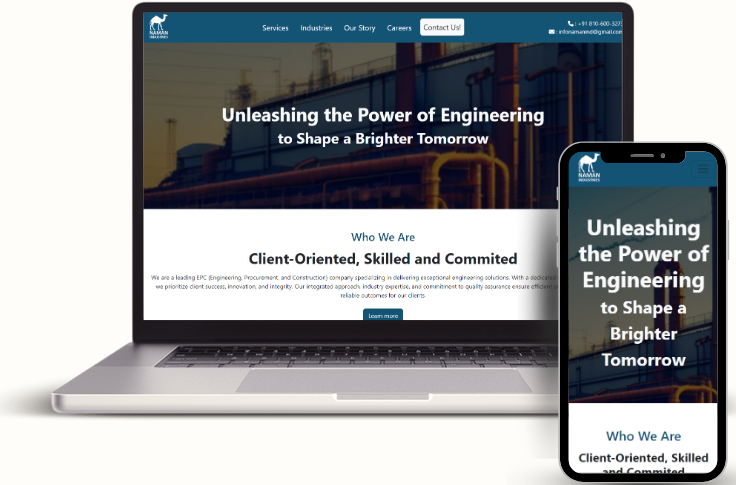 NAMAN
INDUSTRIES
Services Industries Our Story Careers Contact Us!
: +91 810-600-3273
: infonamanind@gmail.com
Unleashing the Power of Engineering
to Shape a Brighter Tomorrow
Who We Are
Client-Oriented, Skilled and Commited
We are a leading EPC (Engineering, Procurement, and Construction) company specializing in delivering exceptional engineering solutions. With a dedicated
we prioritize client success, innovation, and integrity. Our integrated approach, industry expertise, and commitment to quality assurance ensure efficient
reliable outcomes for our clients
Learn more
NAMAN
INDUSTRIES
Unleashing
the Power of
Engineering
to Shape a
Brighter
Tomorrow
Who We Are
Client-Oriented, Skilled
and Commited